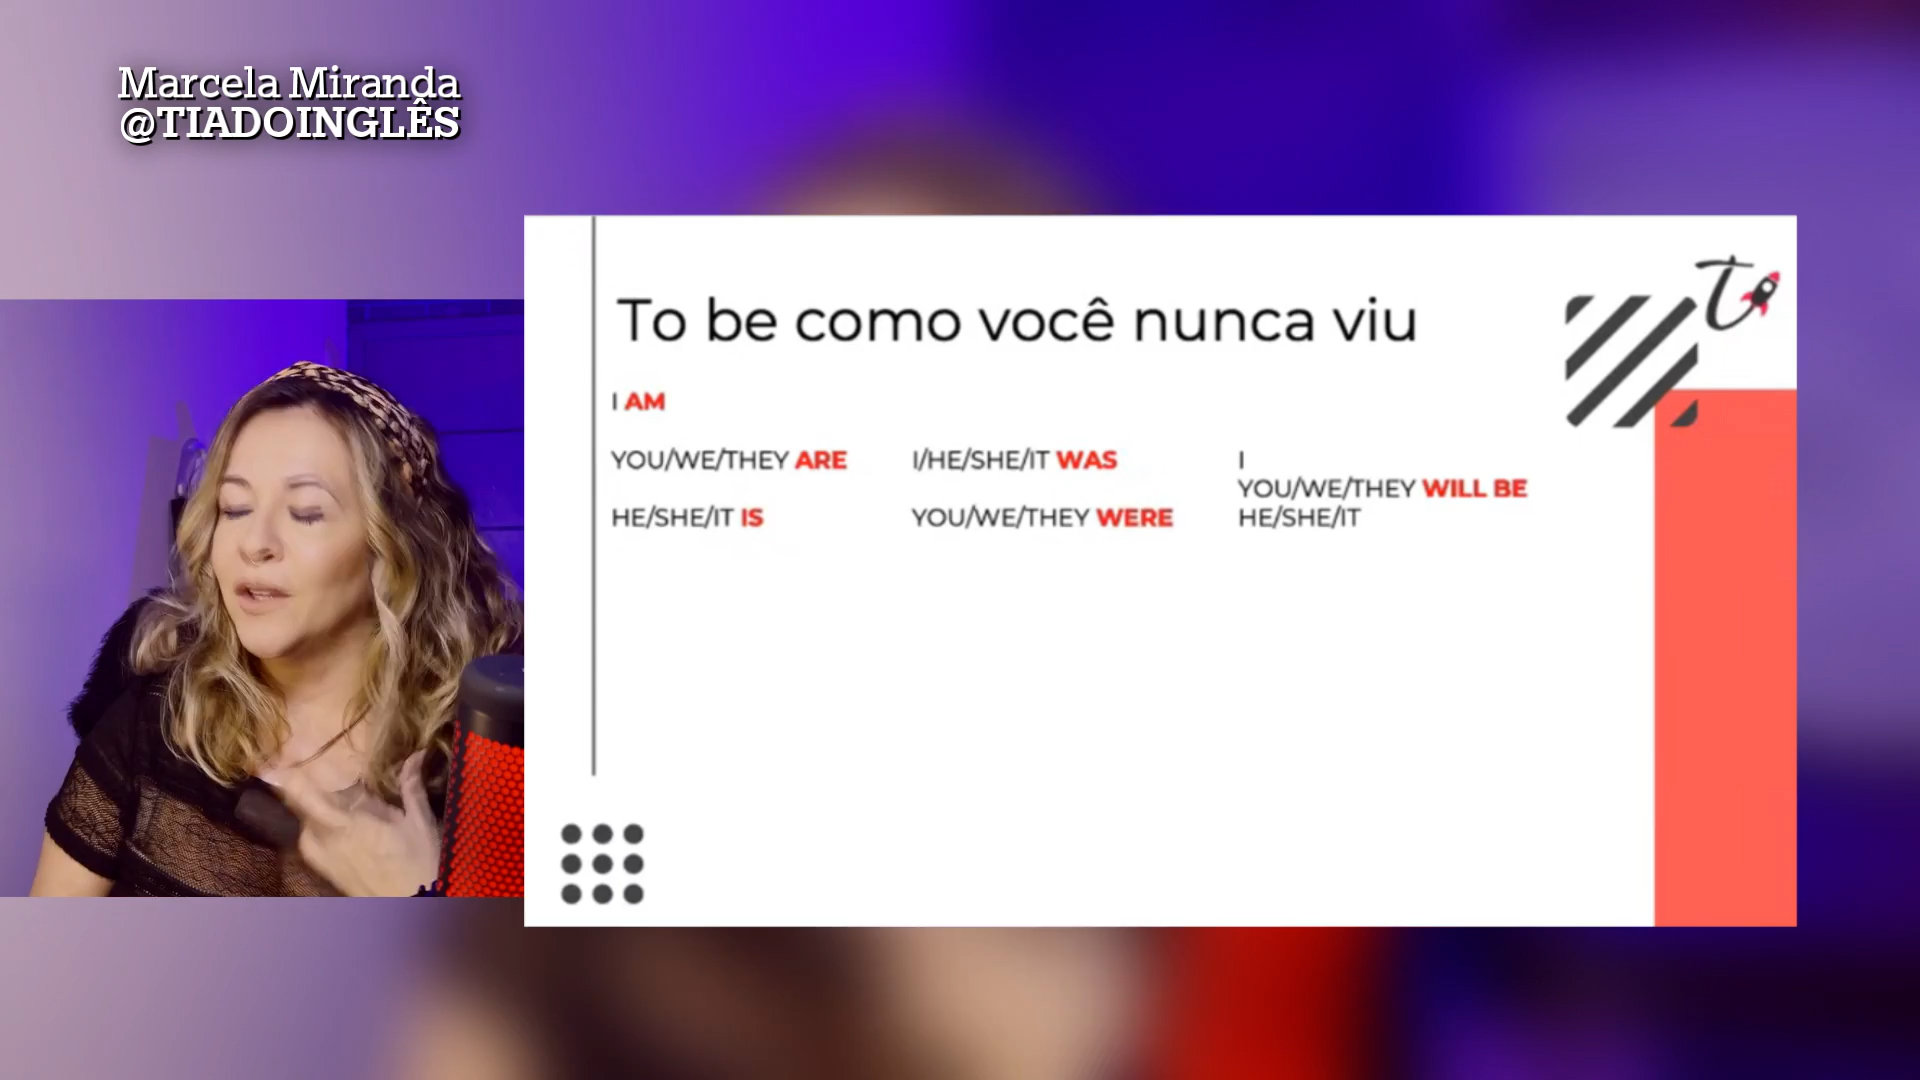 Marcela Miranda
@TIADOINGLÊS
To be como você nunca viu
I AM
YOU/WE/THEY ARE
HE/SHE/IT IS
I/HE/SHE/IT WAS
YOU/WE/THEY WERE
I
YOU/WE/THEY WILL BE
HE/SHE/IT